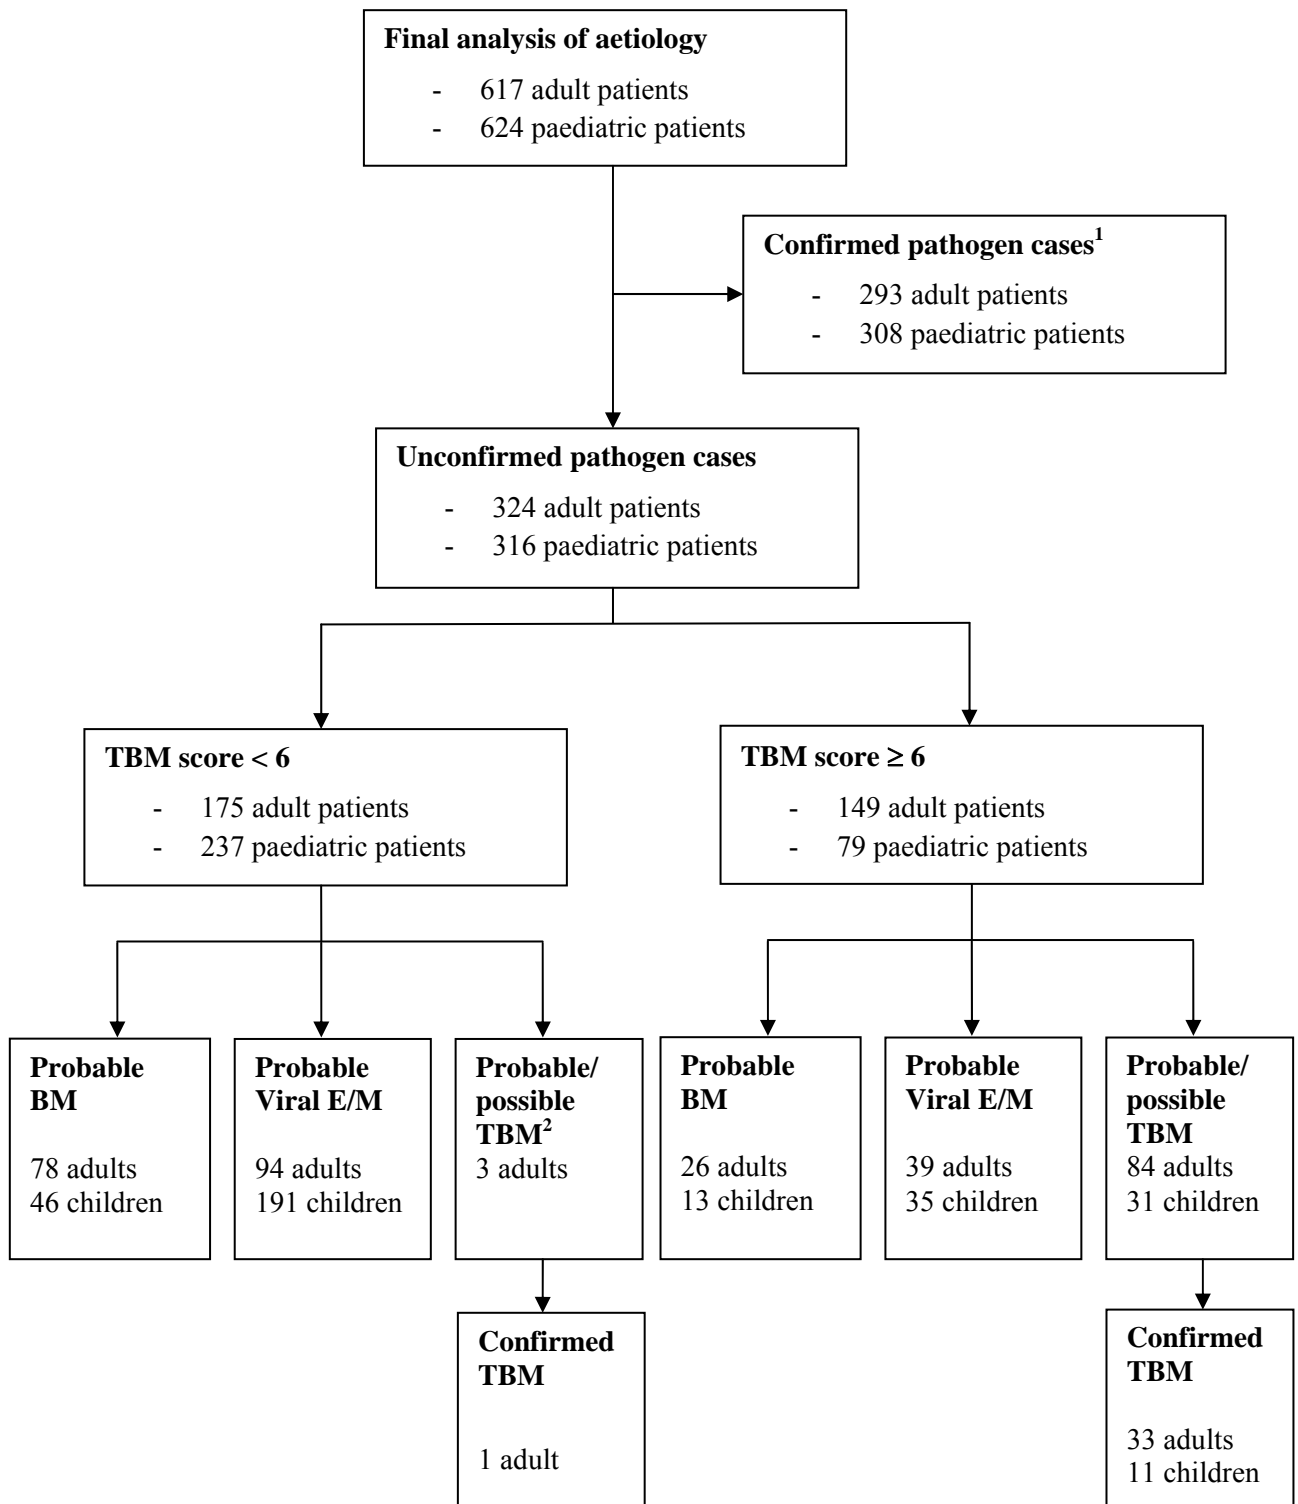 Final analysis of aetiology
- 617 adult patients
- 624 paediatric patients
Confirmed pathogen cases¹
- 293 adult patients
- 308 paediatric patients
Unconfirmed pathogen cases
- 324 adult patients
- 316 paediatric patients
TBM score < 6
- 175 adult patients
- 237 paediatric patients
TBM score ≥ 6
- 149 adult patients
- 79 paediatric patients
Probable
BM
78 adults
46 children
Probable
Viral E/M
94 adults
191 children
Probable/
possible
TBM²
3 adults
Probable
BM
26 adults
13 children
Probable
Viral E/M
39 adults
35 children
Probable/
possible
TBM
84 adults
31 children
Confirmed
TBM
1 adult
Confirmed
TBM
33 adults
11 children